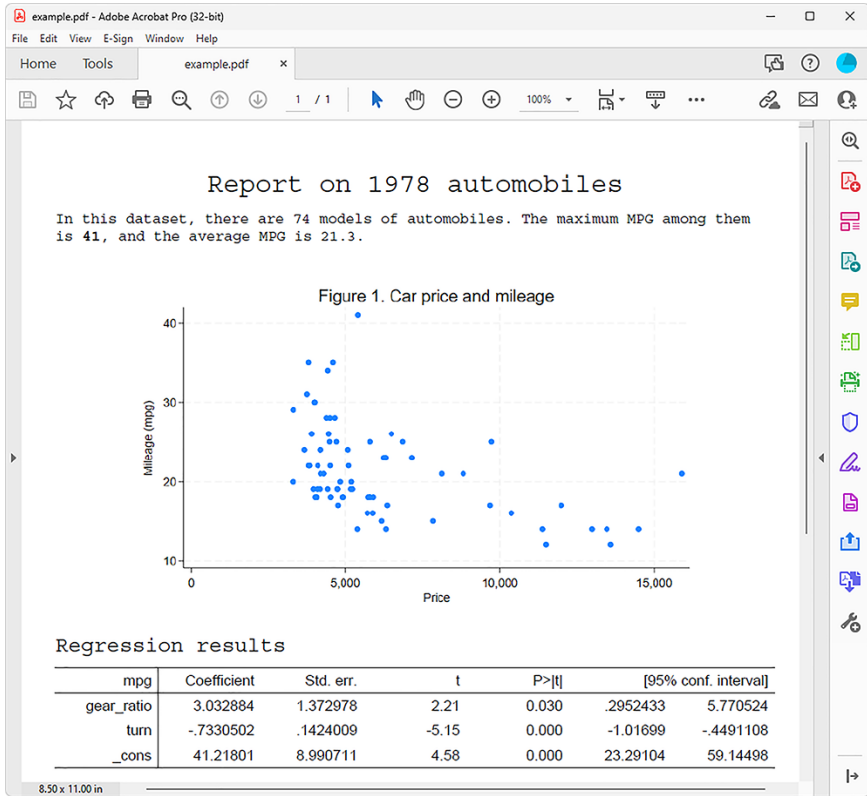 example.pdf - Adobe Acrobat Pro (32-bit)
File Edit View E-Sign Window Help
Home Tools example.pdf ×
1 / 1 100%
Report on 1978 automobiles
In this dataset, there are 74 models of automobiles. The maximum MPG among them
is 41, and the average MPG is 21.3.
Figure 1. Car price and mileage
40
30
20
10
Mileage (mpg)
0 5,000 10,000 15,000
Price
Regression results
mpg Coefficient Std. err. t P>|t| [95% conf. interval]
gear_ratio 3.032884 1.372978 2.21 0.030 .2952433 5.770524
turn -.7330502 .1424009 -5.15 0.000 -1.01699 -.4491108
_cons 41.21801 8.990711 4.58 0.000 23.29104 59.14498
8.50 x 11.00 in